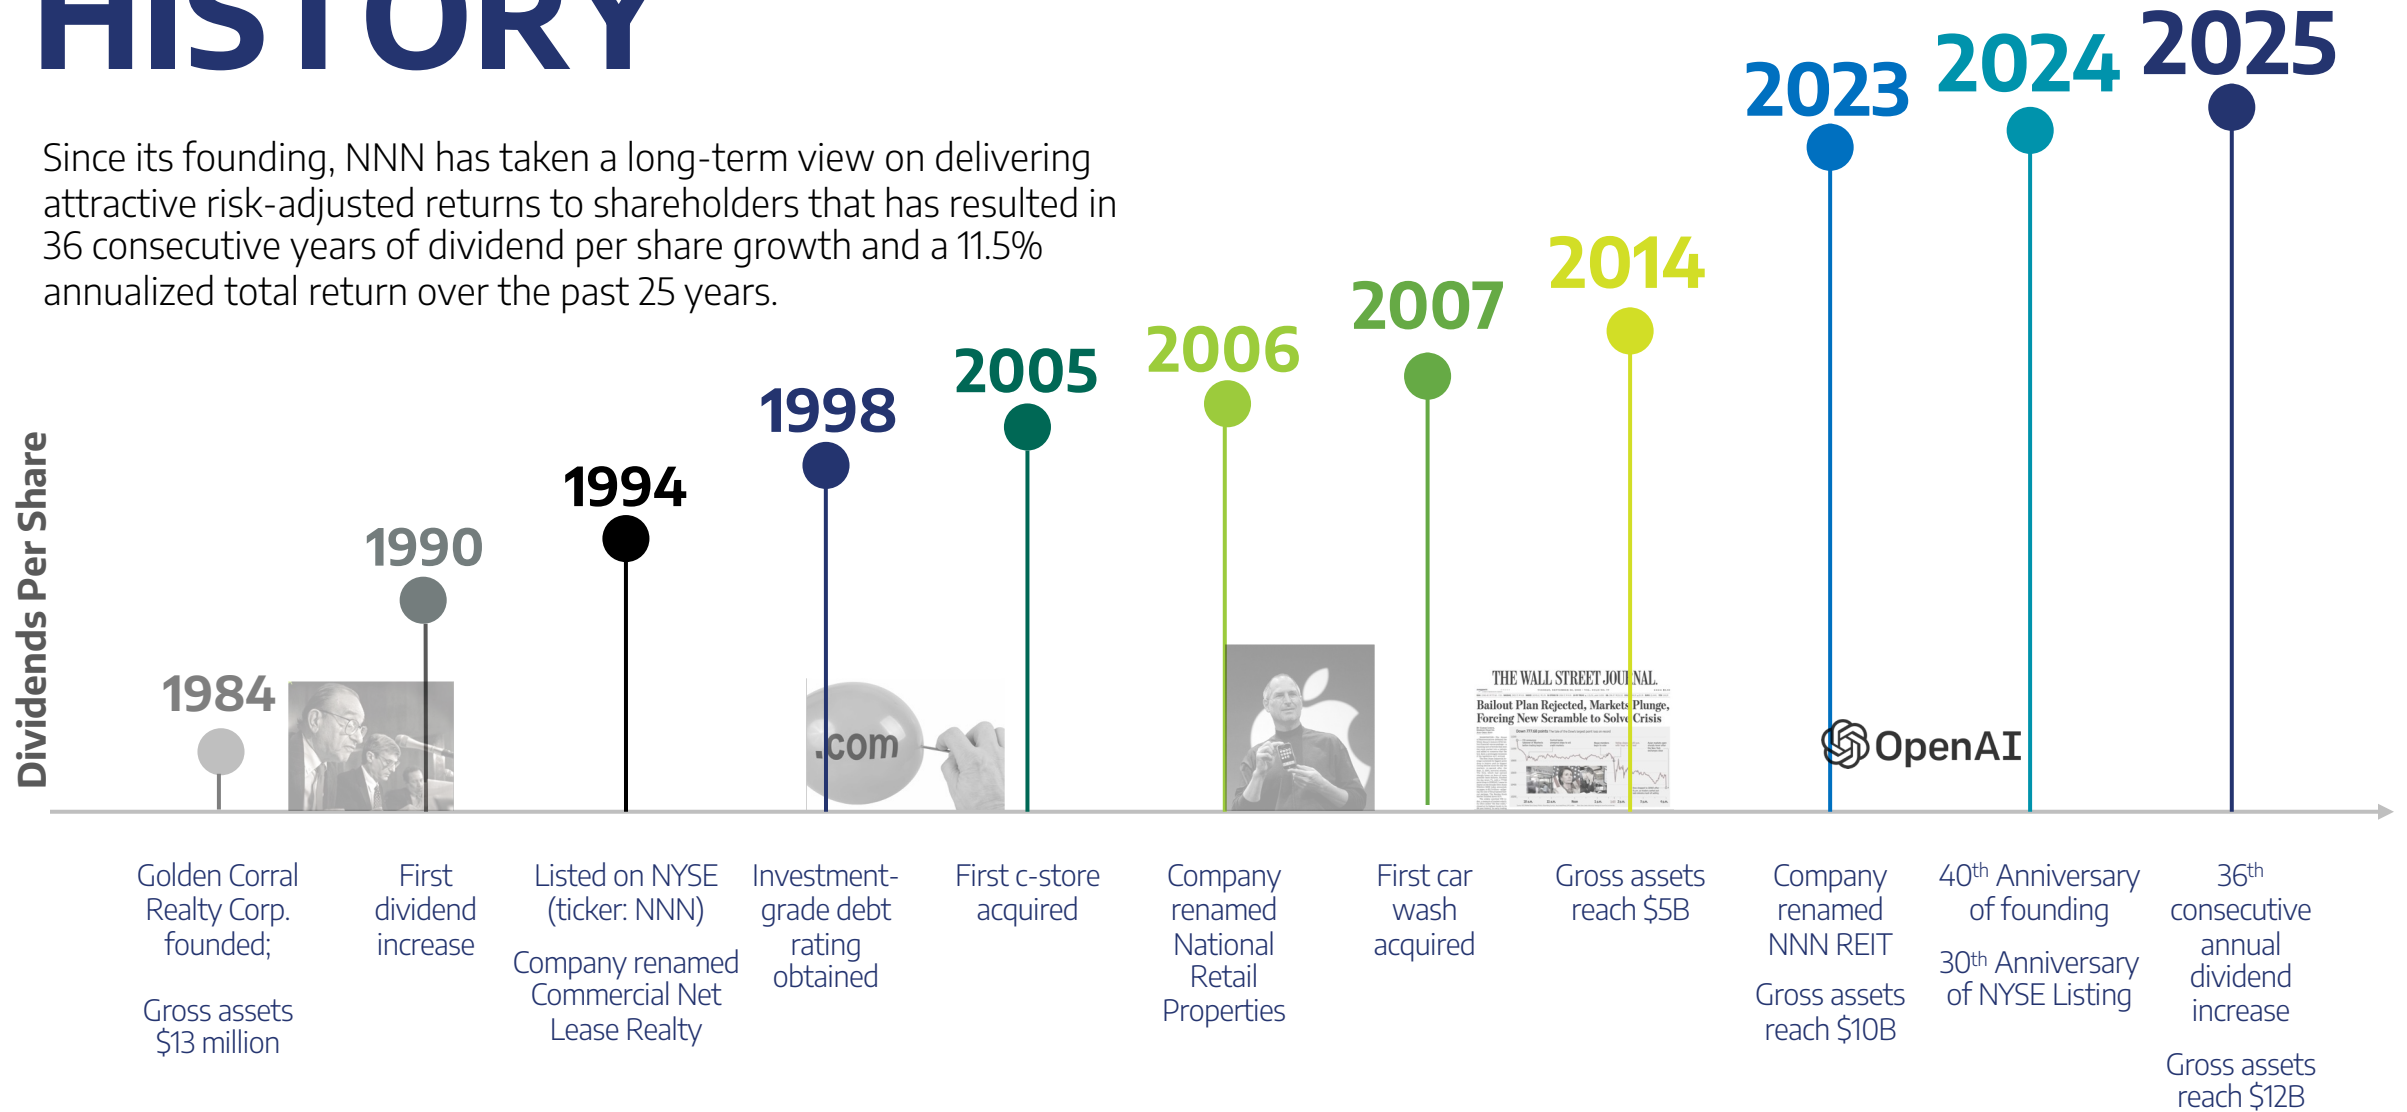 HISTORY
Since its founding, NNN has taken a long-term view on delivering
attractive risk-adjusted returns to shareholders that has resulted in
36 consecutive years of dividend per share growth and a 11.5%
annualized total return over the past 25 years.
Dividends Per Share
1984
1990
1994
1998
2005
2006
2007
2014
2023
2024
2025
.com
THE WALL STREET JOURNAL.
Bailout Plan Rejected, Markets Plunge,
Forcing New Scramble to Solve Crisis
OpenAI
Golden Corral
Realty Corp.
founded;
Gross assets
$13 million
First
dividend
increase
Listed on NYSE
(ticker: NNN)
Company renamed
Commercial Net
Lease Realty
Investment-
grade debt
rating
obtained
First c-store
acquired
Company
renamed
National
Retail
Properties
First car
wash
acquired
Gross assets
reach $5B
Company
renamed
NNN REIT
Gross assets
reach $10B
40th Anniversary
of founding
30th Anniversary
of NYSE Listing
36th
consecutive
annual
dividend
increase
Gross assets
reach $12B